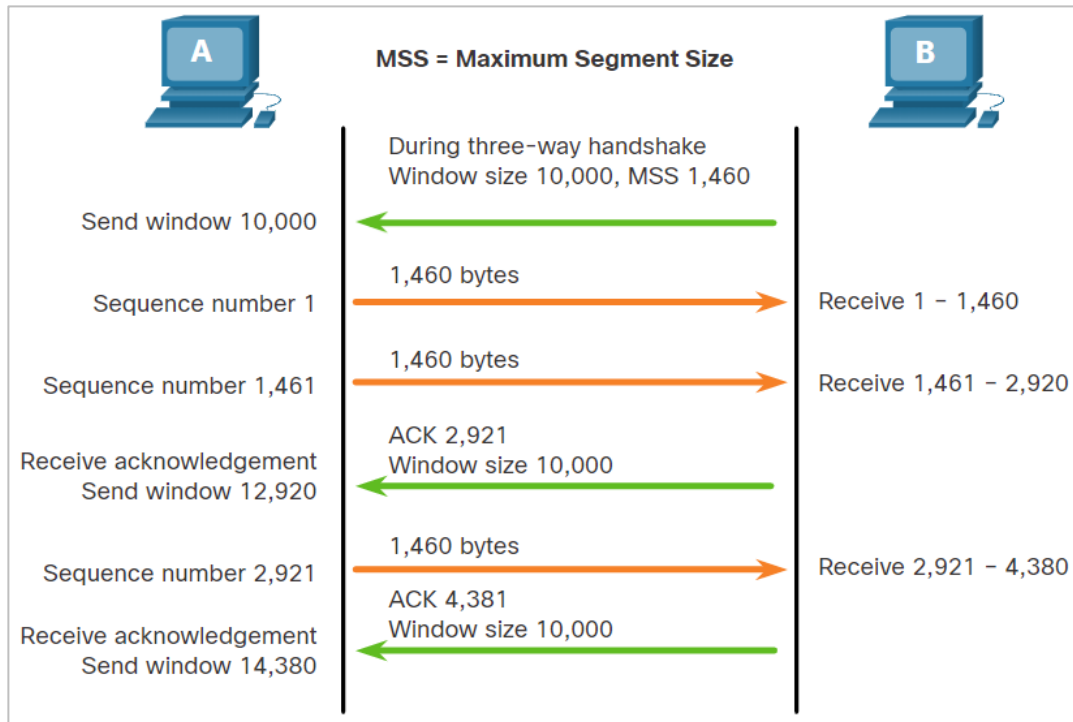 A
MSS = Maximum Segment Size
B
During three-way handshake
Window size 10,000, MSS 1,460
Send window 10,000
1,460 bytes
Sequence number 1
Receive 1 – 1,460
1,460 bytes
Sequence number 1,461
Receive 1,461 – 2,920
ACK 2,921
Window size 10,000
Receive acknowledgement
Send window 12,920
1,460 bytes
Sequence number 2,921
Receive 2,921 – 4,380
ACK 4,381
Window size 10,000
Receive acknowledgement
Send window 14,380